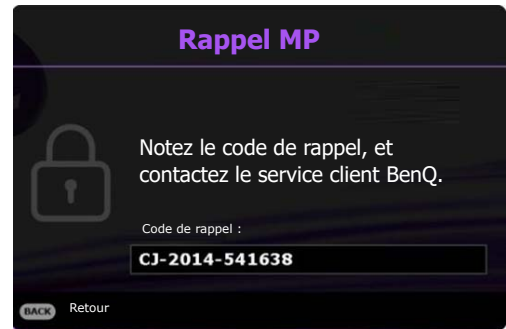 Rappel MP
Notez le code de rappel, et
contactez le service client BenQ.
Code de rappel :
CJ-2014-541638
BACK Retour